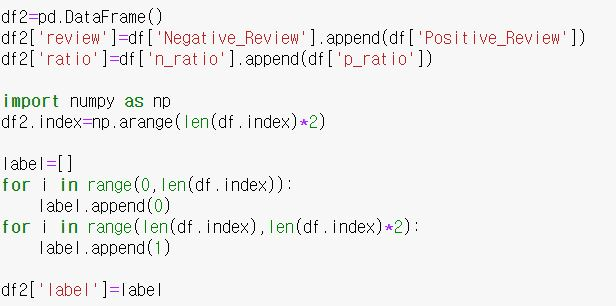 df2=pd.DataFrame()
df2['review']=df['Negative_Review'].append(df['Positive_Review'])
df2['ratio']=df['n_ratio'].append(df['p_ratio'])
import numpy as np
df2.index=np.arange(len(df.index)*2)
label=[]
for i in range(0,len(df.index)):
    label.append(0)
for i in range(len(df.index),len(df.index)*2):
    label.append(1)
df2['label']=label